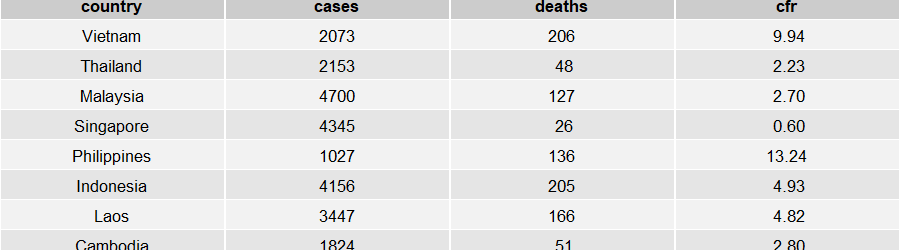 country cases deaths cfr
Vietnam 2073 206 9.94
Thailand 2153 48 2.23
Malaysia 4700 127 2.70
Singapore 4345 26 0.60
Philippines 1027 136 13.24
Indonesia 4156 205 4.93
Laos 3447 166 4.82
Cambodia 1824 51 2.80